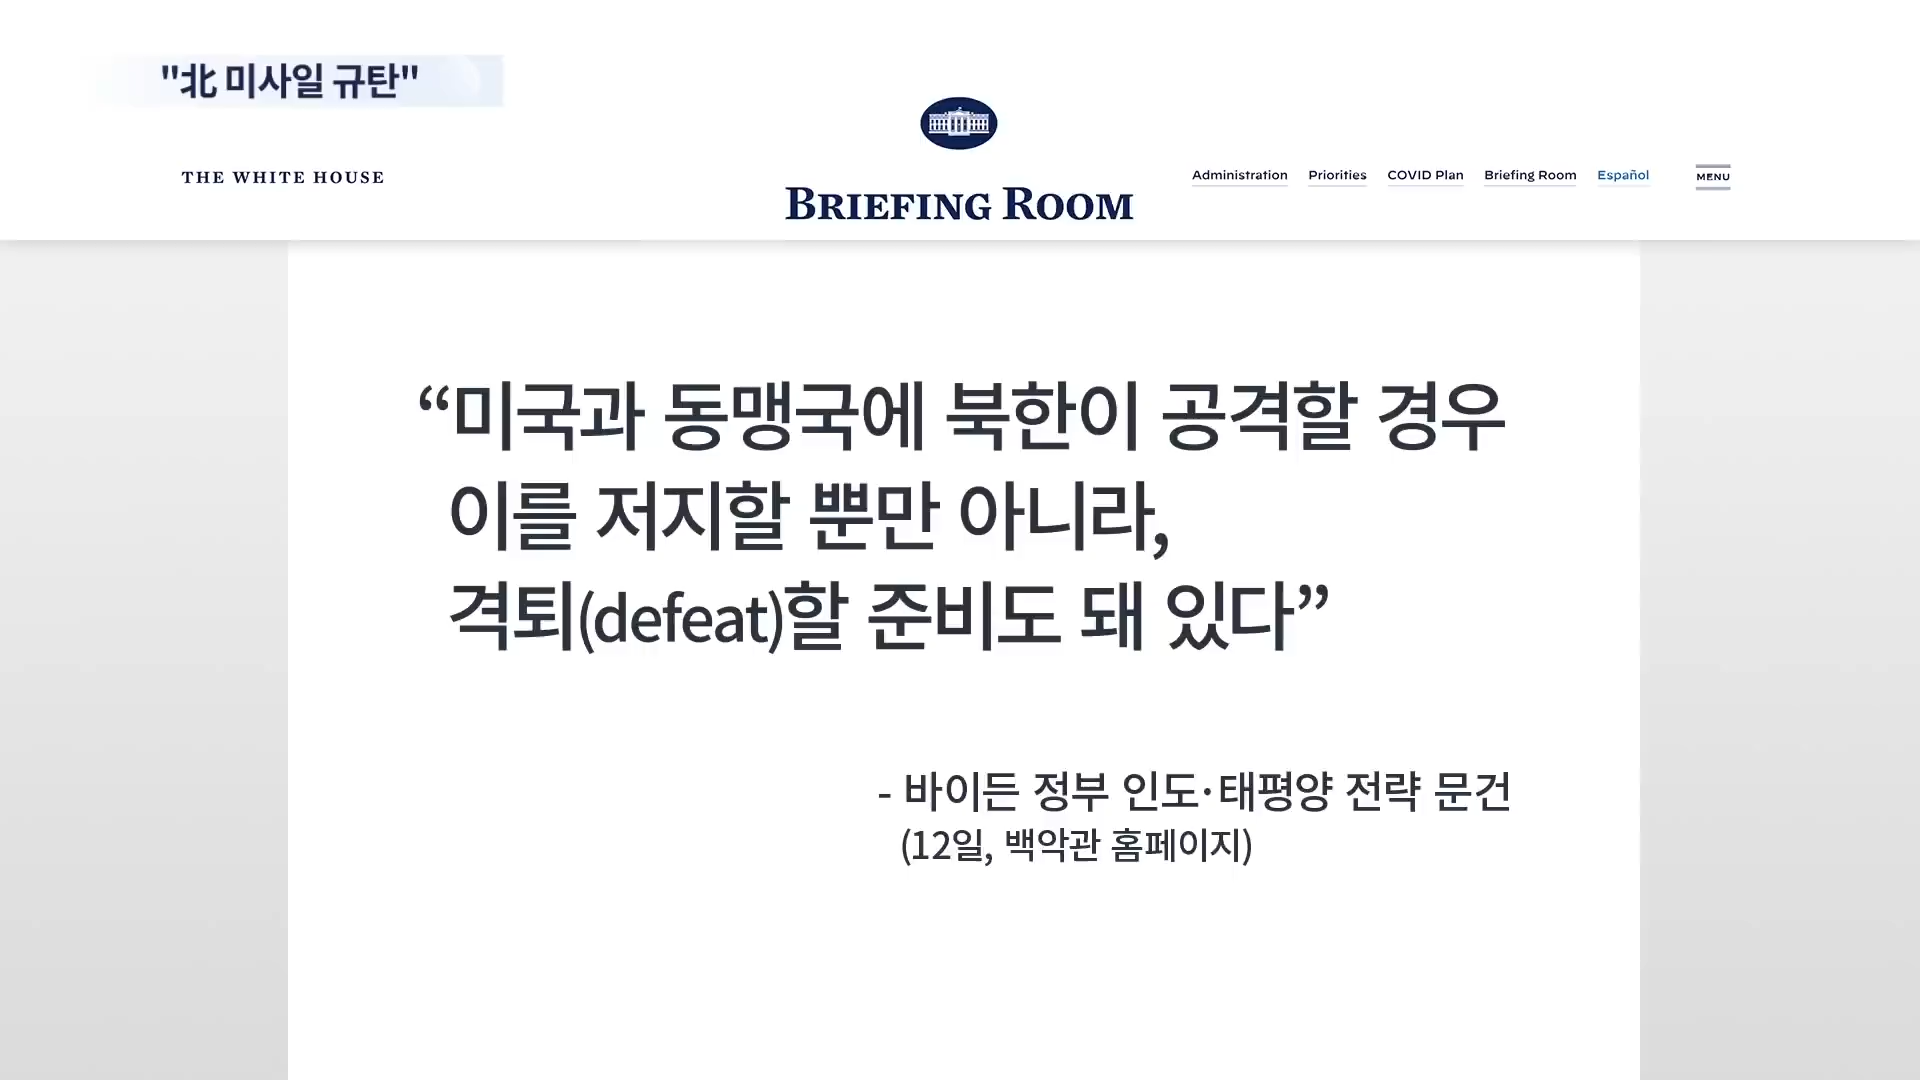 "北 미사일 규탄"
THE WHITE HOUSE
BRIEFING ROOM
Administration Priorities COVID Plan Briefing Room Español MENU
“미국과 동맹국에 북한이 공격할 경우
이를 저지할 뿐만 아니라,
격퇴(defeat)할 준비도 돼 있다”
- 바이든 정부 인도·태평양 전략 문건
(12일, 백악관 홈페이지)